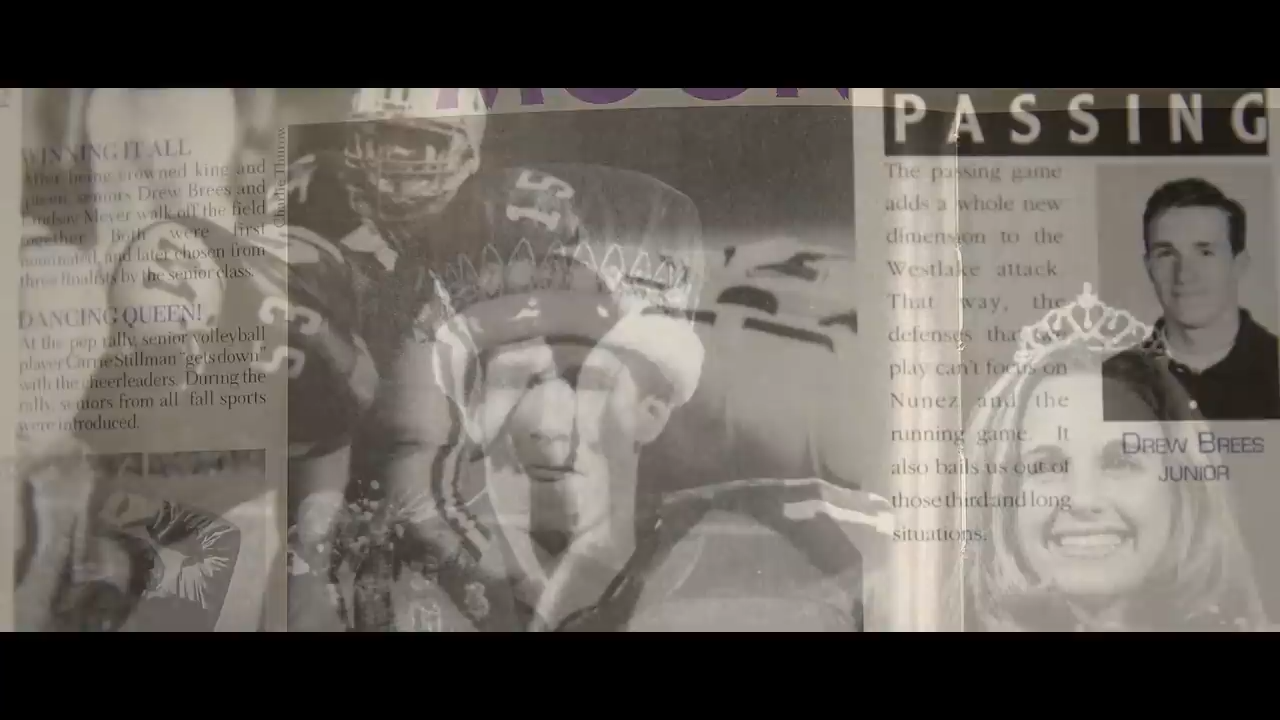 MOON
WINNING IT ALL
After being crowned king and
queen, seniors Drew Brees and
Lindsay Meyer walk off the field
together. Both were first
nominated, and later chosen from
three finalists by the senior class.
Charlie Thurow
DANCING QUEEN!
At the pep rally, senior volleyball
player Carrie Stillman "gets down"
with the cheerleaders. During the
rally, seniors from all fall sports
were introduced.
15
53
PASSING
The passing game
adds a whole new
dimension to the
Westlake attack.
That way, the
defenses that we
play can't focus on
Nunez and the
running game. It
also bails us out of
those third and long
situations.
DREW BREES
JUNIOR